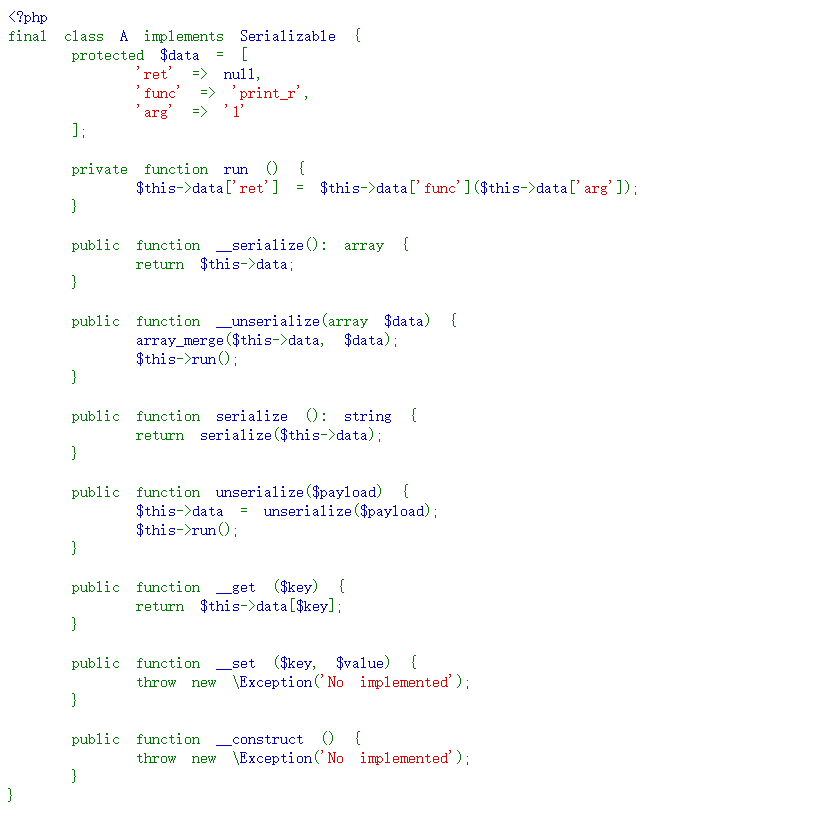 <?php
final class A implements Serializable {
protected $data = [
'ret' => null,
'func' => 'print_r',
'arg' => '1'
];
private function run () {
$this->data['ret'] = $this->data['func']($this->data['arg']);
}
public function __serialize(): array {
return $this->data;
}
public function __unserialize(array $data) {
array_merge($this->data, $data);
$this->run();
}
public function serialize (): string {
return serialize($this->data);
}
public function unserialize($payload) {
$this->data = unserialize($payload);
$this->run();
}
public function __get ($key) {
return $this->data[$key];
}
public function __set ($key, $value) {
throw new \Exception('No implemented');
}
public function __construct () {
throw new \Exception('No implemented');
}
}